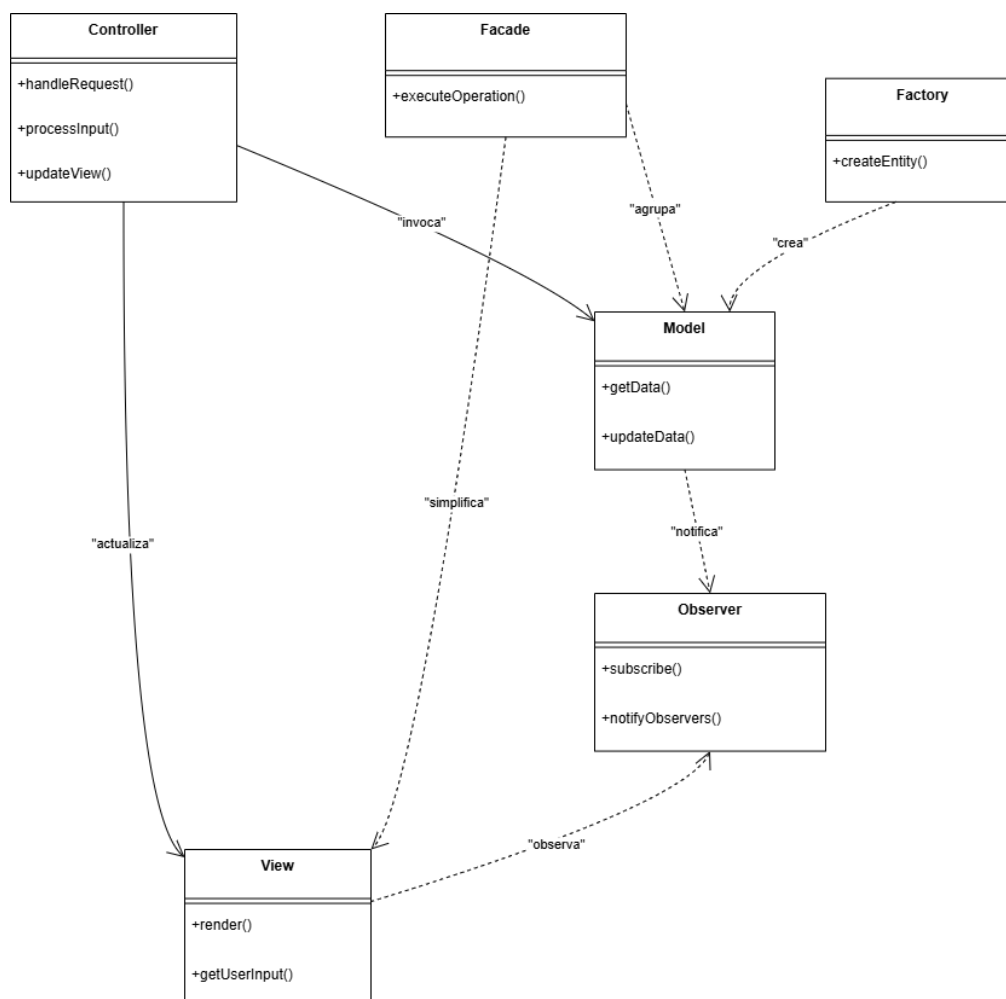 Controller
+handleRequest()
+processInput()
+updateView()
Facade
+executeOperation()
Factory
+createEntity()
"invoca"
"agrupa"
"crea"
Model
+getData()
+updateData()
"simplifica"
"notifica"
"actualiza"
Observer
+subscribe()
+notifyObservers()
"observa"
View
+render()
+getUserInput()